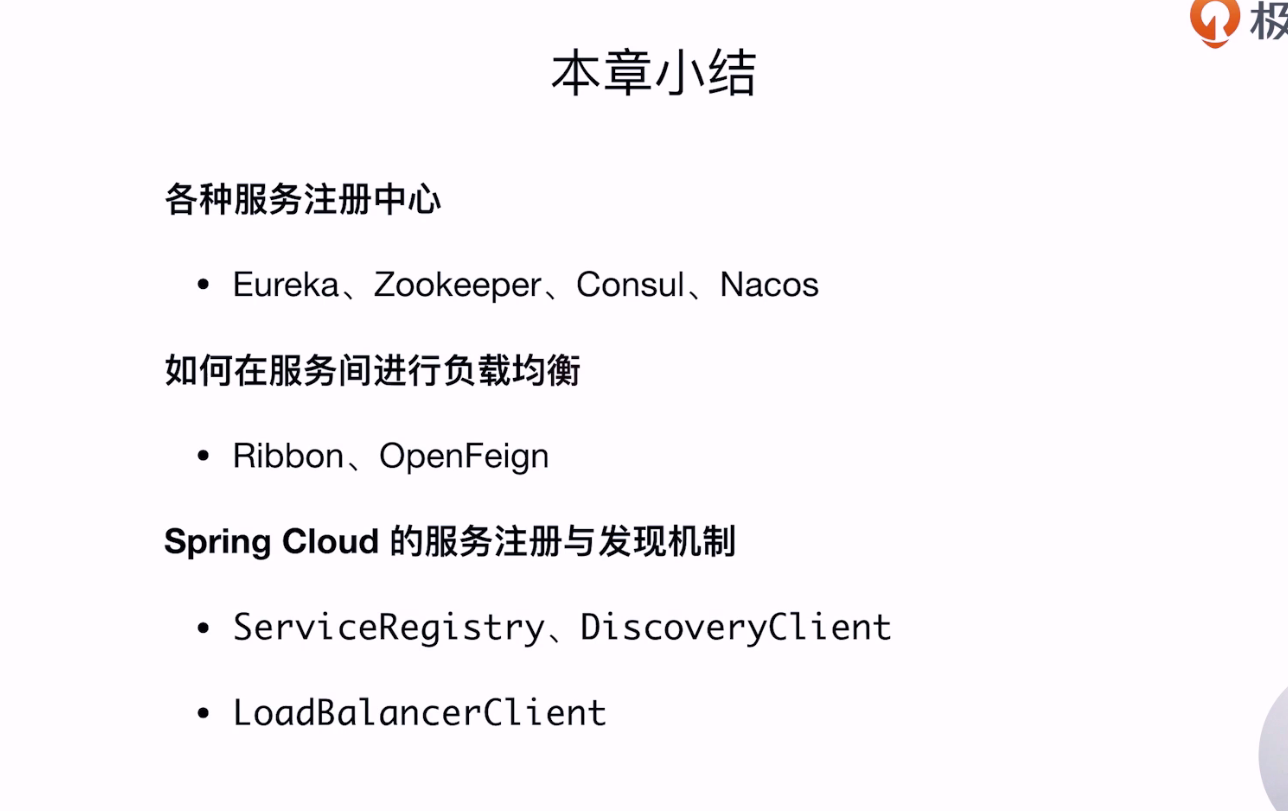 极
本章小结
各种服务注册中心
• Eureka、Zookeeper、Consul、Nacos
如何在服务间进行负载均衡
• Ribbon、OpenFeign
Spring Cloud 的服务注册与发现机制
• ServiceRegistry、DiscoveryClient
• LoadBalancerClient